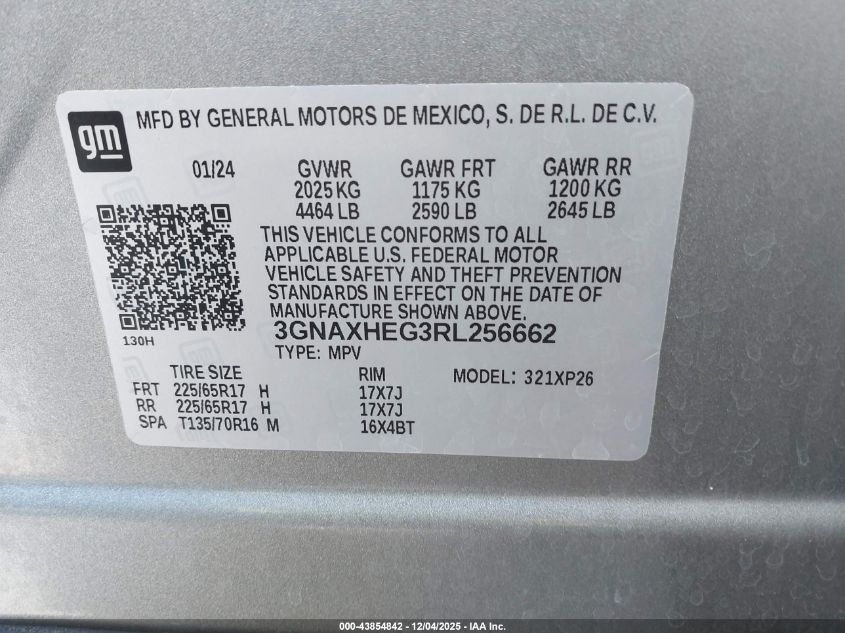 gm
MFD BY GENERAL MOTORS DE MEXICO, S. DE R.L. DE C.V.
01/24 GVWR GAWR FRT GAWR RR
2025 KG 1175 KG 1200 KG
4464 LB 2590 LB 2645 LB
THIS VEHICLE CONFORMS TO ALL
APPLICABLE U.S. FEDERAL MOTOR
VEHICLE SAFETY AND THEFT PREVENTION
STANDARDS IN EFFECT ON THE DATE OF
MANUFACTURE SHOWN ABOVE.
130H 3GNAXHEG3RL256662
TYPE: MPV
TIRE SIZE RIM MODEL: 321XP26
FRT 225/65R17 H 17X7J
RR 225/65R17 H 17X7J
SPA T135/70R16 M 16X4BT
000-43854842 - 12/04/2025 - IAA Inc.